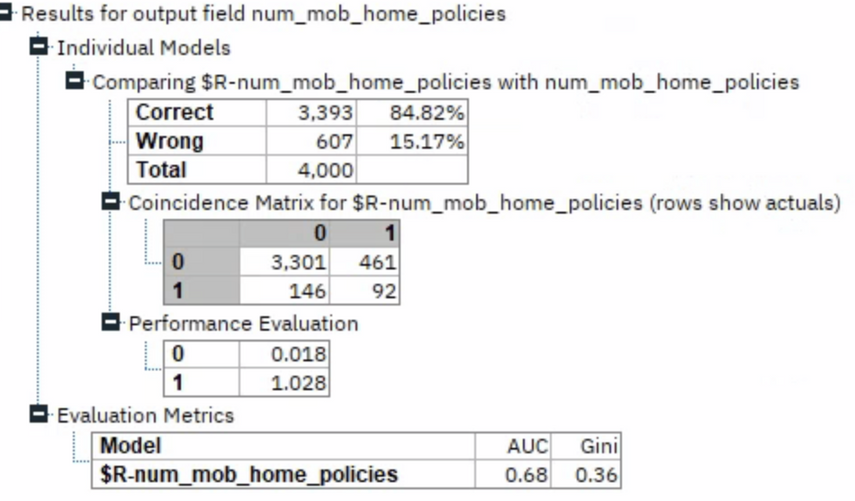 Results for output field num_mob_home_policies
Individual Models
Comparing $R-num_mob_home_policies with num_mob_home_policies
Correct 3,393 84.82%
Wrong 607 15.17%
Total 4,000
Coincidence Matrix for $R-num_mob_home_policies (rows show actuals)
0 1
0 3,301 461
1 146 92
Performance Evaluation
0 0.018
1 1.028
Evaluation Metrics
Model AUC Gini
$R-num_mob_home_policies 0.68 0.36